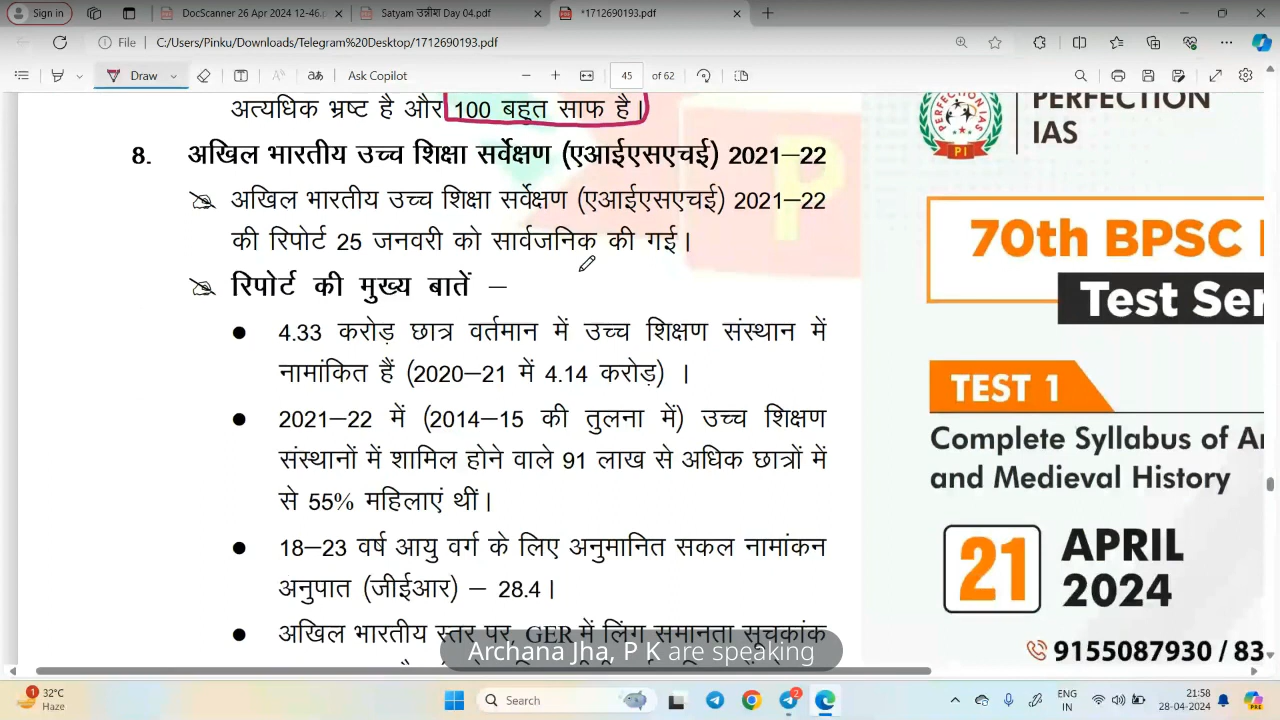 Sign in
DocScanner 26 Apr 2024 12-46.p
Satyam उन्नीश Day 04.pdf
*1712690193.pdf
File
C:/Users/Pinku/Downloads/Telegram%20Desktop/1712690193.pdf
Draw
Ask Copilot
45 of 62
अत्यधिक भ्रष्ट है और 100 बहुत साफ है।
8. अखिल भारतीय उच्च शिक्षा सर्वेक्षण (एआईएसएचई) 2021–22
अखिल भारतीय उच्च शिक्षा सर्वेक्षण (एआईएसएचई) 2021–22
की रिपोर्ट 25 जनवरी को सार्वजनिक की गई।
रिपोर्ट की मुख्य बातें –
● 4.33 करोड़ छात्र वर्तमान में उच्च शिक्षण संस्थान में
नामांकित हैं (2020–21 में 4.14 करोड़) ।
● 2021–22 में (2014–15 की तुलना में) उच्च शिक्षण
संस्थानों में शामिल होने वाले 91 लाख से अधिक छात्रों में
से 55% महिलाएं थीं।
● 18–23 वर्ष आयु वर्ग के लिए अनुमानित सकल नामांकन
अनुपात (जीईआर) – 28.4।
● अखिल भारतीय स्तर पर, GER में लिंग समानता सूचकांक
Archana Jha, P K are speaking
PERFECTION
IAS
PERFECTION IAS
PI
70th BPSC
Test Ser
TEST 1
Complete Syllabus of A
and Medieval History
21
APRIL
2024
9155087930 / 83
1
32°C
Haze
Search
2
ENG
IN
21:58
28-04-2024